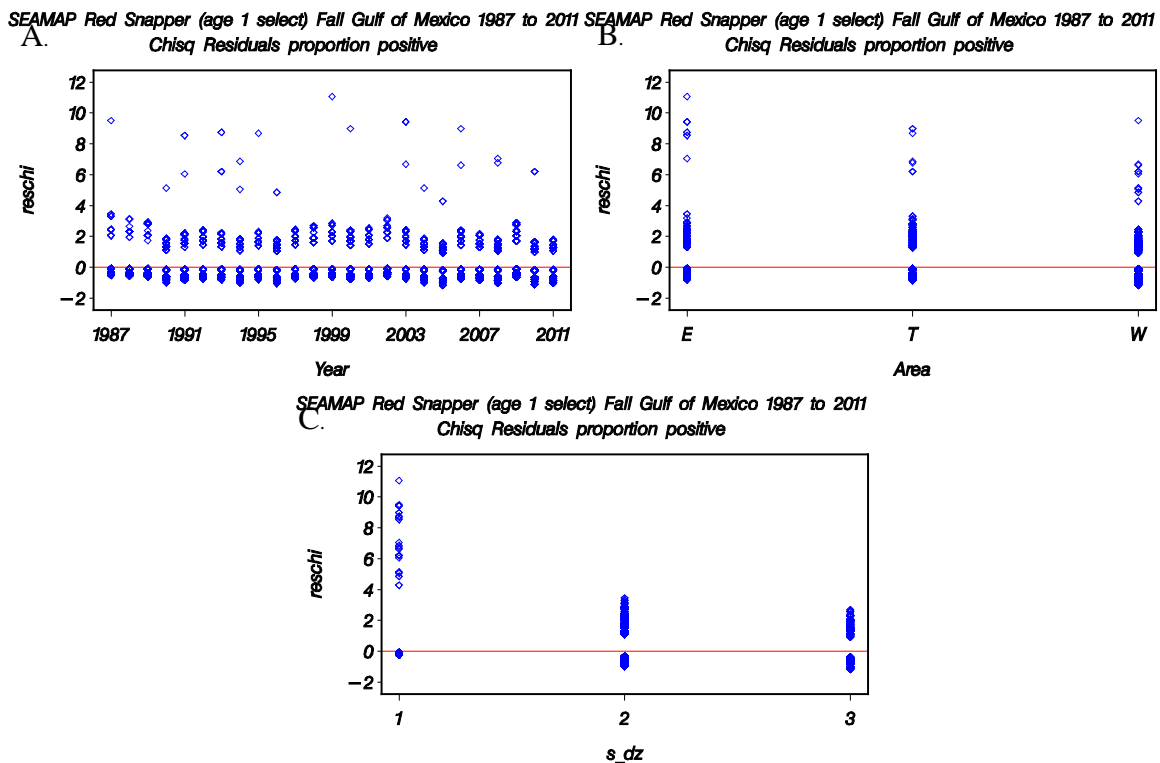 SEAMAP Red Snapper (age 1 select) Fall Gulf of Mexico 1987 to 2011
A.
Chisq Residuals proportion positive
12
10
8
6
4
2
0
−2
reschi
1987 1991 1995 1999 2003 2007 2011
Year
SEAMAP Red Snapper (age 1 select) Fall Gulf of Mexico 1987 to 2011
B.
Chisq Residuals proportion positive
12
10
8
6
4
2
0
−2
reschi
E T W
Area
SEAMAP Red Snapper (age 1 select) Fall Gulf of Mexico 1987 to 2011
C.
Chisq Residuals proportion positive
12
10
8
6
4
2
0
−2
reschi
1 2 3
s_dz